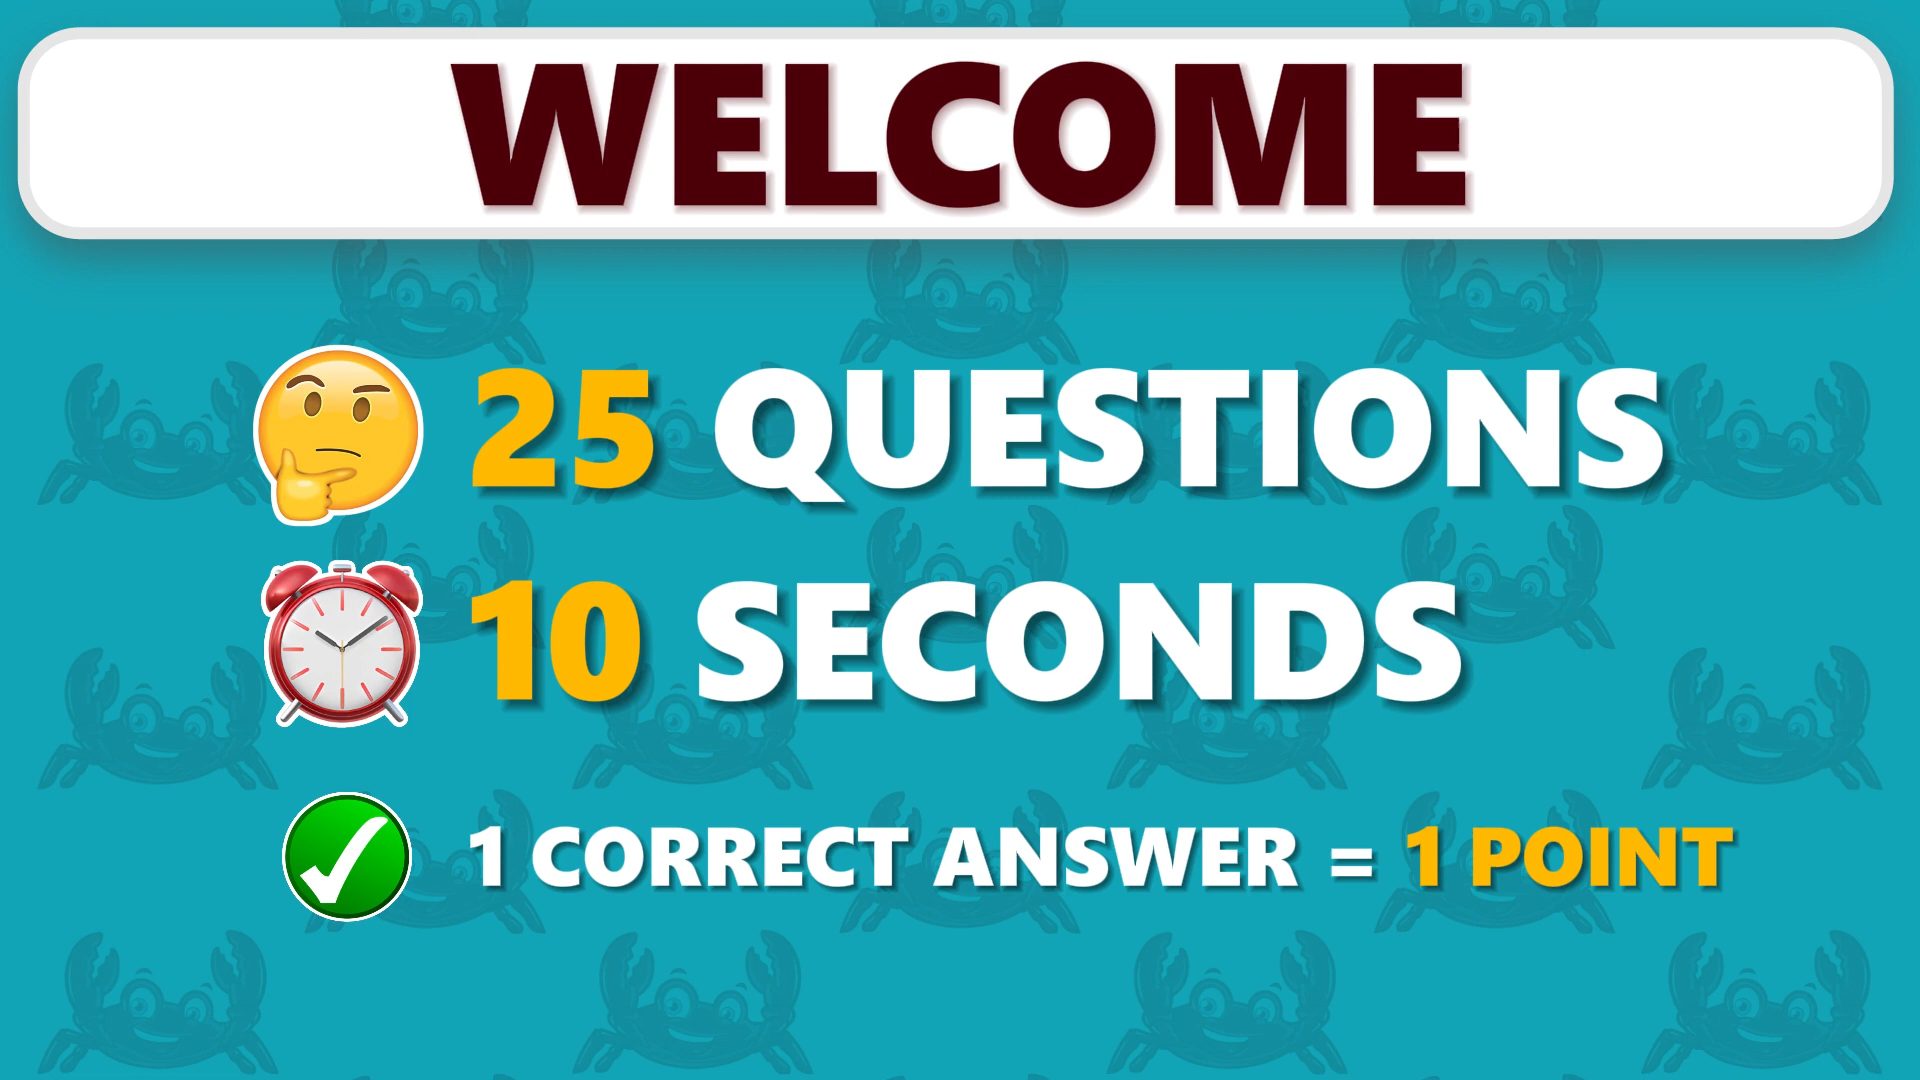 WELCOME
25 QUESTIONS
10 SECONDS
1 CORRECT ANSWER = 1 POINT